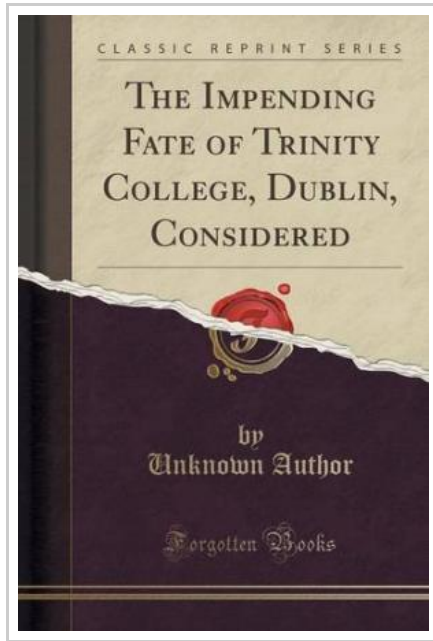 CLASSIC REPRINT SERIES
THE IMPENDING
FATE OF TRINITY
COLLEGE, DUBLIN,
CONSIDERED
by
Unknown Author
Forgotten Books